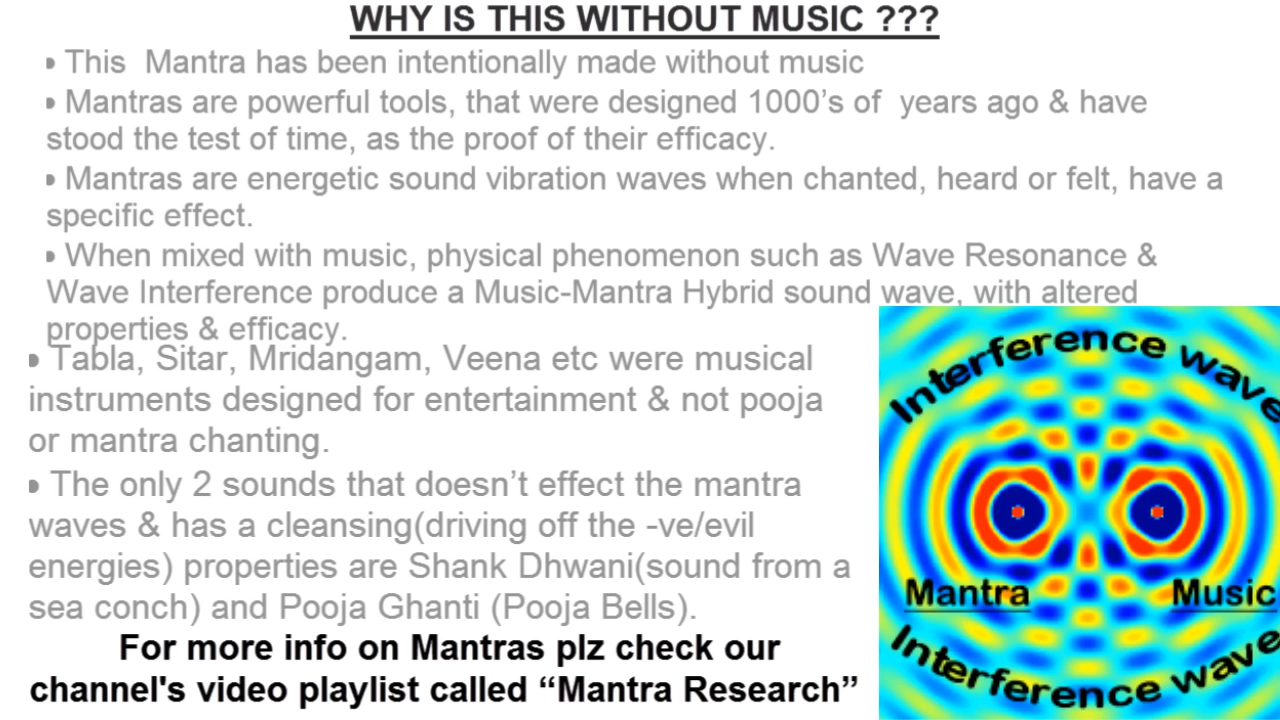 WHY IS THIS WITHOUT MUSIC ???
• This  Mantra has been intentionally made without music
• Mantras are powerful tools, that were designed 1000’s of  years ago & have
stood the test of time, as the proof of their efficacy.
• Mantras are energetic sound vibration waves when chanted, heard or felt, have a
specific effect.
• When mixed with music, physical phenomenon such as Wave Resonance &
Wave Interference produce a Music-Mantra Hybrid sound wave, with altered
properties & efficacy.
• Tabla, Sitar, Mridangam, Veena etc were musical
instruments designed for entertainment & not pooja
or mantra chanting.
• The only 2 sounds that doesn’t effect the mantra
waves & has a cleansing(driving off the -ve/evil
energies) properties are Shank Dhwani(sound from a
sea conch) and Pooja Ghanti (Pooja Bells).
For more info on Mantras plz check our
channel's video playlist called “Mantra Research”
Interference wave
Mantra
Music
Interference wave